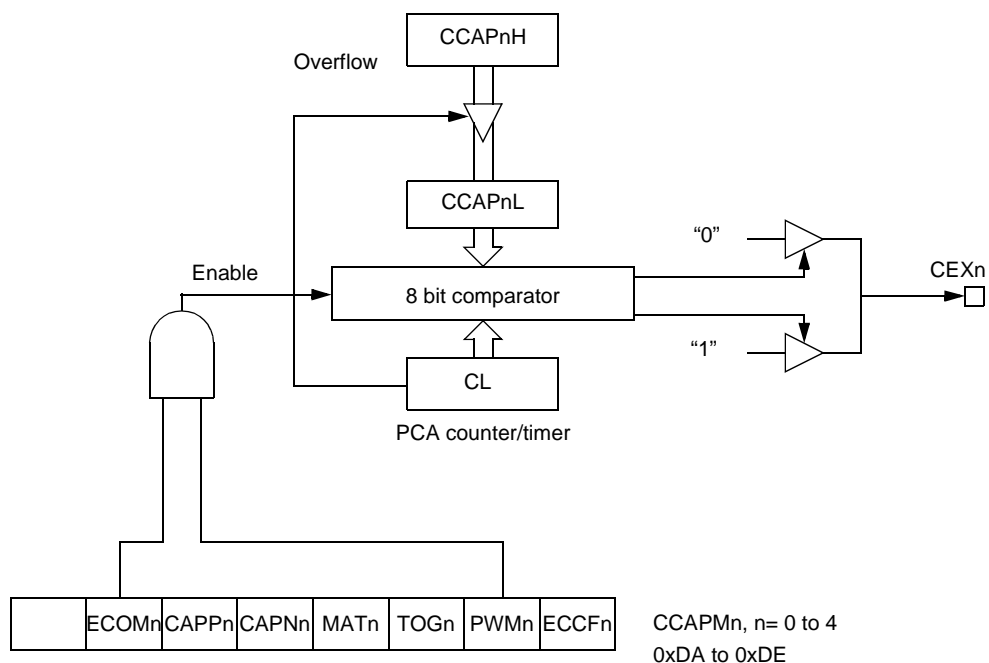 CCAPnH
Overflow
CCAPnL
“0”
Enable
CEXn
8 bit comparator
“1”
CL
PCA counter/timer
ECOMn CAPPn CAPNn MATn TOGn PWMn ECCFn
CCAPMn, n= 0 to 4
0xDA to 0xDE